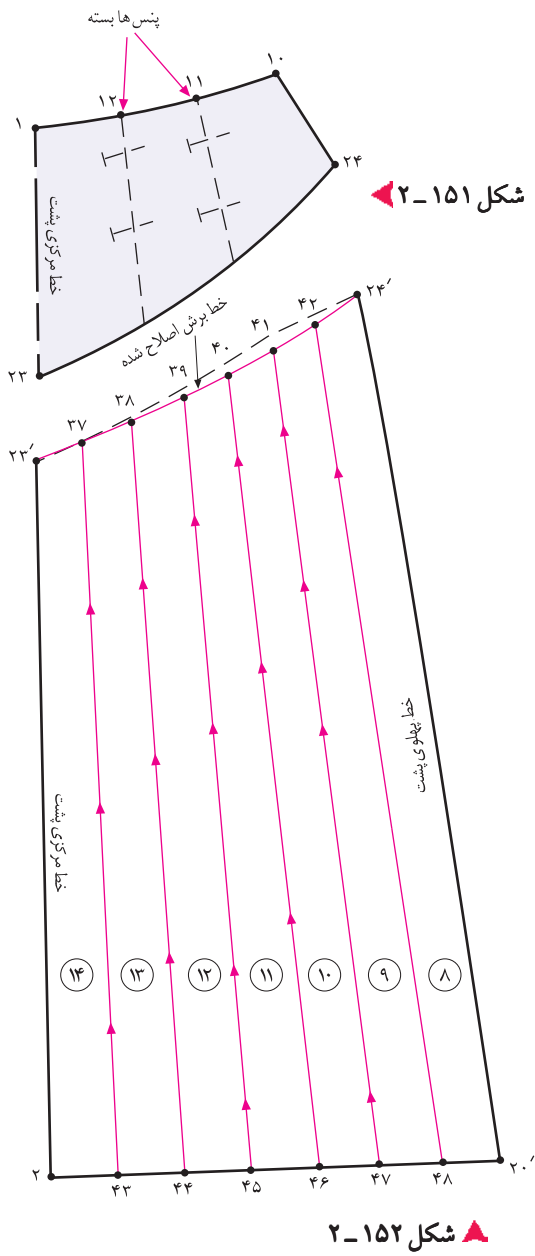 پنس‌ها بسته
۱۰
۱۱
۱۲
۱
۲۴
شکل ۱۵۱ــ۲
خط مرکزی پشت
۲۳
۲۴′
خط برش اصلاح شده
۴۲
۴۱
۴۰
۳۹
۳۸
۳۷
۲۳′
خط پهلوی پشت
خط مرکزی پشت
۱۴ ۱۳ ۱۲ ۱۱ ۱۰ ۹ ۸
۲ ۴۳ ۴۴ ۴۵ ۴۶ ۴۷ ۴۸ ۲۰′
شکل ۱۵۲ــ۲